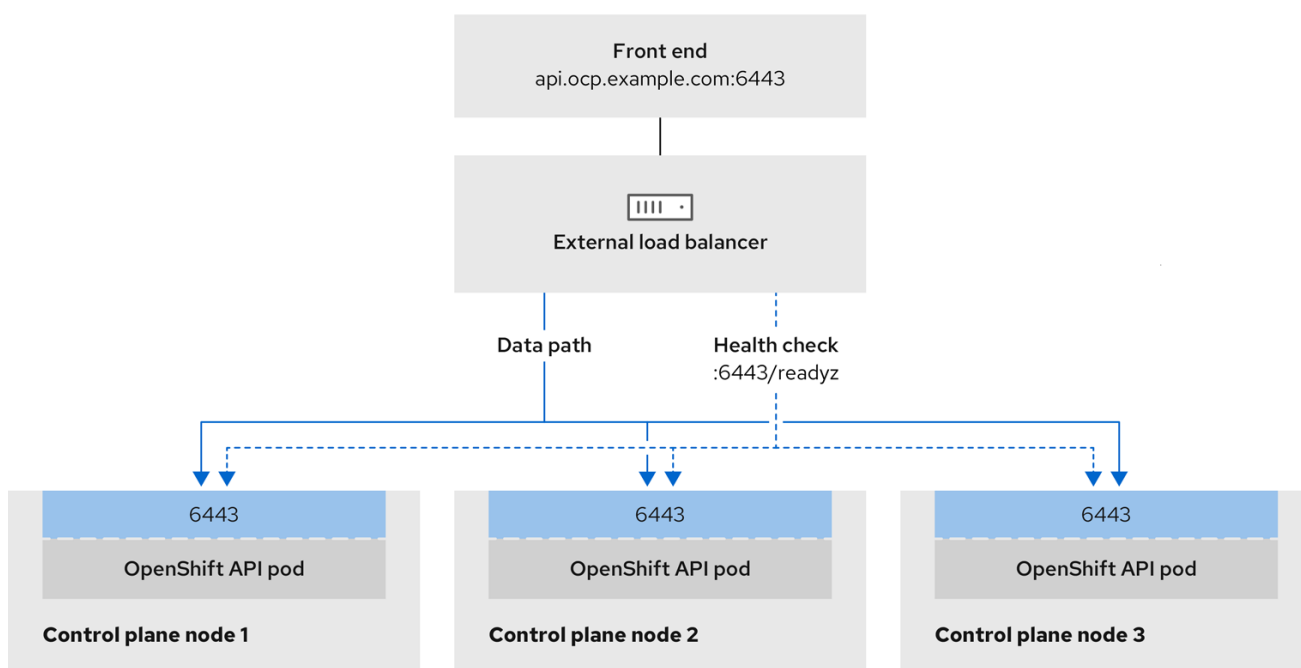 Front end
api.ocp.example.com:6443
External load balancer
Data path
Health check
:6443/readyz
6443
OpenShift API pod
Control plane node 1
6443
OpenShift API pod
Control plane node 2
6443
OpenShift API pod
Control plane node 3